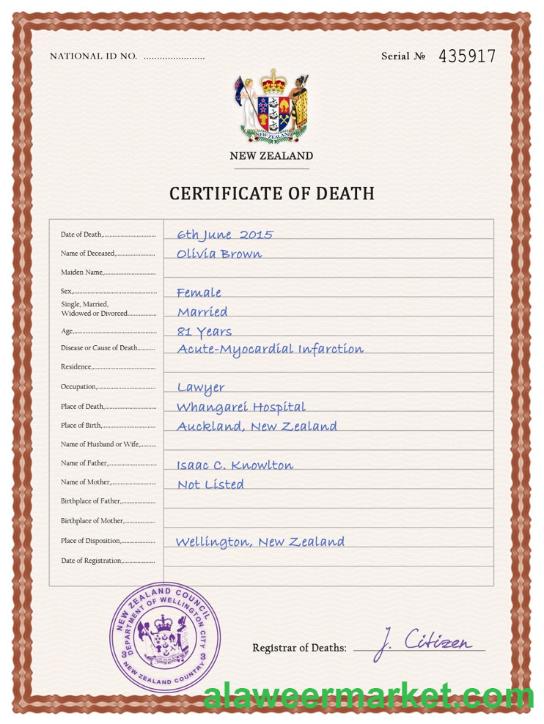 NATIONAL ID NO. ........................
Serial № 435917
NEW ZEALAND
CERTIFICATE OF DEATH
Date of Death, 6th June 2015
Name of Deceased, Olivia Brown
Maiden Name,
Sex, Female
Single, Married,
Widowed or Divorced Married
Age, 81 Years
Disease or Cause of Death Acute-Myocardial Infarction
Residence,
Occupation, Lawyer
Place of Death, Whangarei Hospital
Place of Birth, Auckland, New Zealand
Name of Husband or Wife,
Name of Father, Isaac C. Knowlton
Name of Mother, Not Listed
Birthplace of Father,
Birthplace of Mother,
Place of Disposition, Wellington, New Zealand
Date of Registration,
NEW ZEALAND COUNCIL
DEPARTMENT OF WELLINGTON CITY
NEW ZEALAND COUNTRY
Registrar of Deaths: J. Citizen
alaweermarket.com